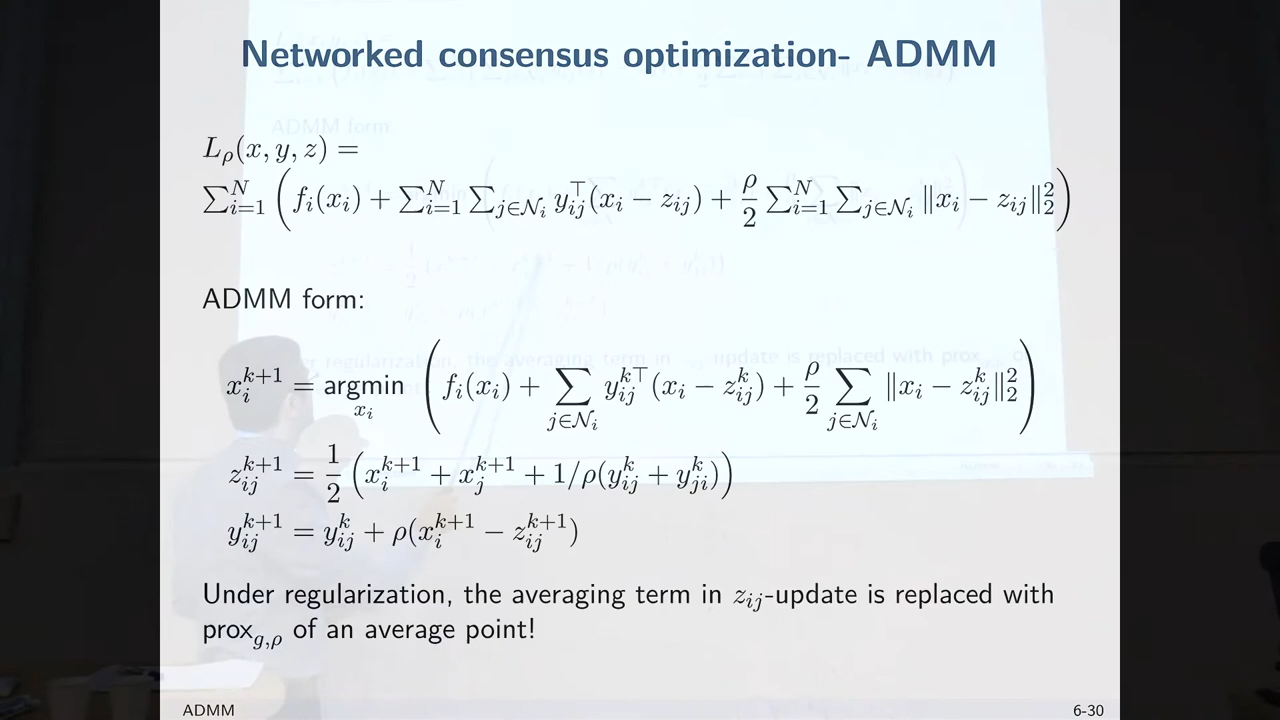 Networked consensus optimization- ADMM
L_ρ(x, y, z) =
∑_{i=1}^{N} ( f_i(x_i) + ∑_{i=1}^{N} ∑_{j∈𝒩_i} y_{ij}^⊤(x_i − z_{ij}) + ρ/2 ∑_{i=1}^{N} ∑_{j∈𝒩_i} ‖x_i − z_{ij}‖_2^2 )
ADMM form:
x_i^{k+1} = argmin_{x_i} ( f_i(x_i) + ∑_{j∈𝒩_i} y_{ij}^{k⊤}(x_i − z_{ij}^k) + ρ/2 ∑_{j∈𝒩_i} ‖x_i − z_{ij}^k‖_2^2 )
z_{ij}^{k+1} = 1/2 ( x_i^{k+1} + x_j^{k+1} + 1/ρ(y_{ij}^k + y_{ji}^k) )
y_{ij}^{k+1} = y_{ij}^k + ρ(x_i^{k+1} − z_{ij}^{k+1})
Under regularization, the averaging term in z_{ij}-update is replaced with
prox_{g,ρ} of an average point!
ADMM 6-30